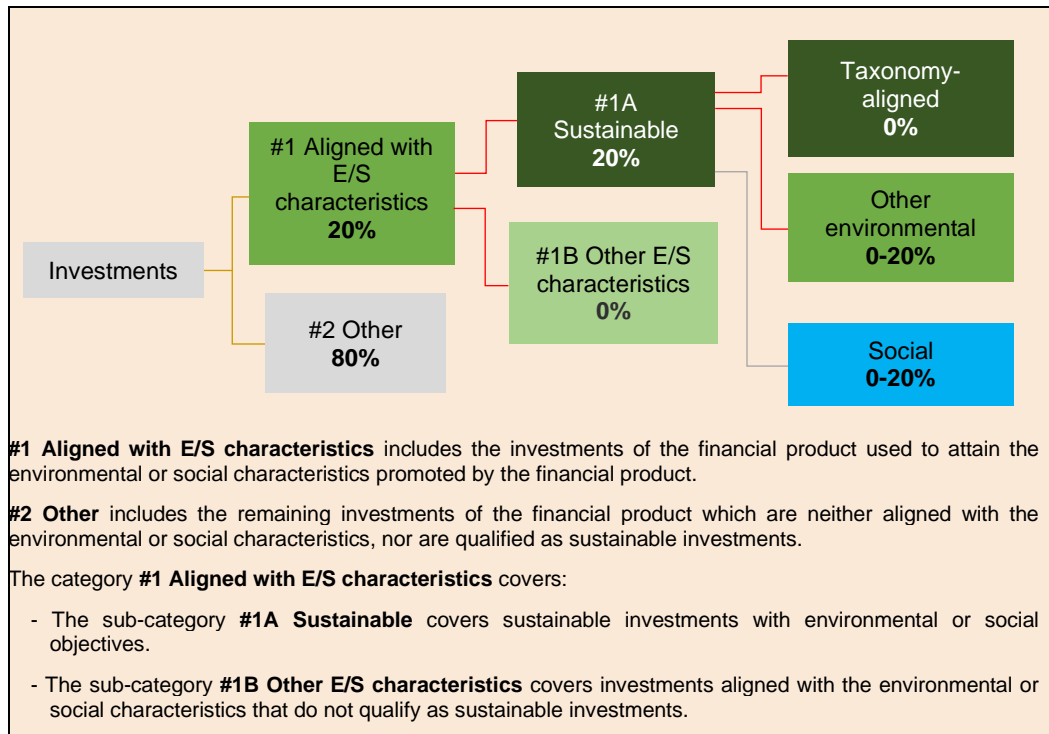 Investments
#1 Aligned with
E/S
characteristics
20%
#2 Other
80%
#1A
Sustainable
20%
#1B Other E/S
characteristics
0%
Taxonomy-
aligned
0%
Other
environmental
0-20%
Social
0-20%
#1 Aligned with E/S characteristics includes the investments of the financial product used to attain the
environmental or social characteristics promoted by the financial product.
#2 Other includes the remaining investments of the financial product which are neither aligned with the
environmental or social characteristics, nor are qualified as sustainable investments.
The category #1 Aligned with E/S characteristics covers:
- The sub-category #1A Sustainable covers sustainable investments with environmental or social
objectives.
- The sub-category #1B Other E/S characteristics covers investments aligned with the environmental or
social characteristics that do not qualify as sustainable investments.